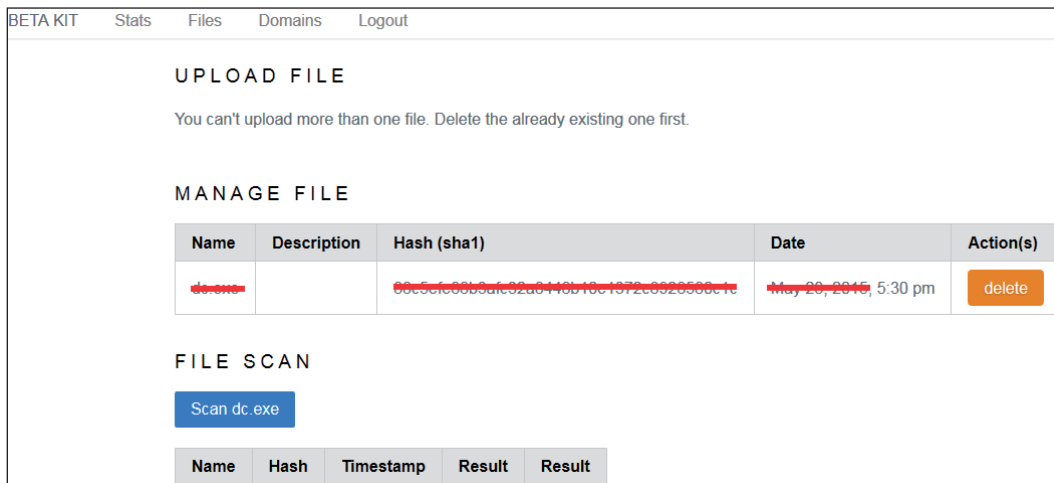 BETA KIT Stats Files Domains Logout
UPLOAD FILE
You can't upload more than one file. Delete the already existing one first.
MANAGE FILE
Name Description Hash (sha1) Date Action(s)
5:30 pm delete
FILE SCAN
Scan dc.exe
Name Hash Timestamp Result Result